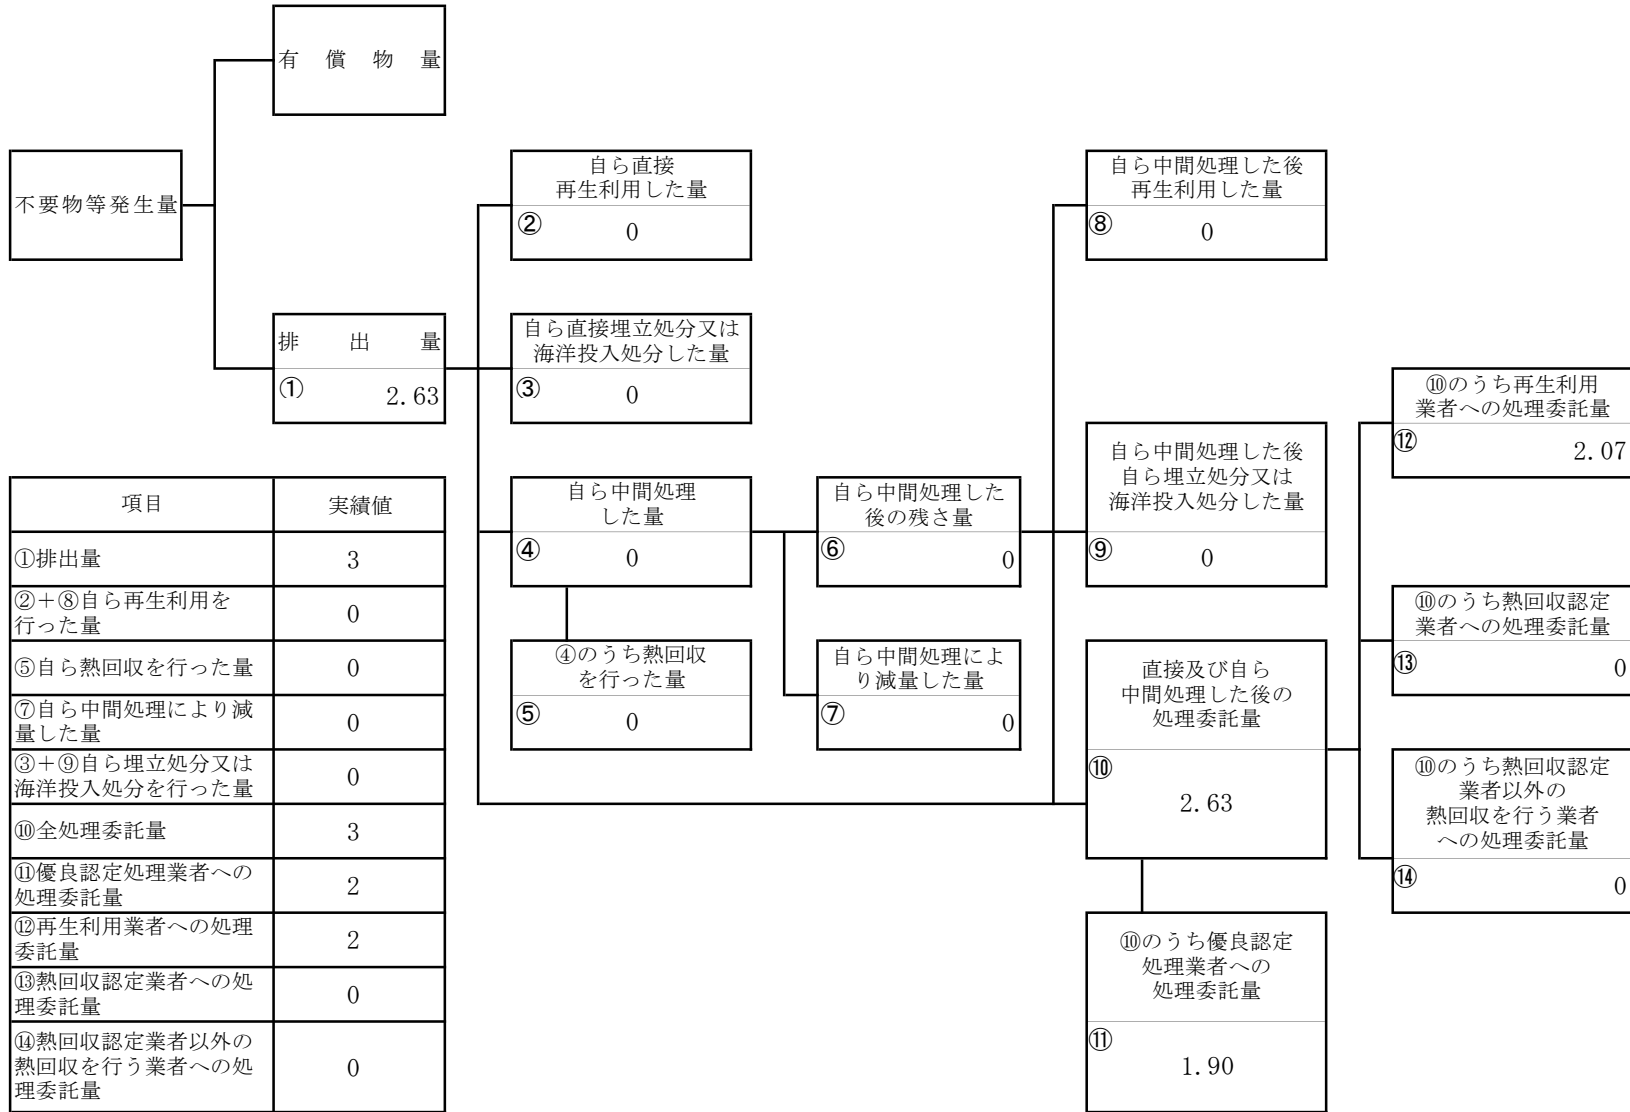 有償物量
不要物等発生量
排出量
① 2.63
自ら直接
再生利用した量
② 0
自ら直接埋立処分又は
海洋投入処分した量
③ 0
自ら中間処理
した量
④ 0
④のうち熱回収
を行った量
⑤ 0
自ら中間処理した
後の残さ量
⑥ 0
自ら中間処理によ
り減量した量
⑦ 0
自ら中間処理した後
再生利用した量
⑧ 0
自ら中間処理した後
自ら埋立処分又は
海洋投入処分した量
⑨ 0
直接及び自ら
中間処理した後の
処理委託量
⑩
2.63
⑩のうち優良認定
処理業者への
処理委託量
⑪
1.90
⑩のうち再生利用
業者への処理委託量
⑫ 2.07
⑩のうち熱回収認定
業者への処理委託量
⑬ 0
⑩のうち熱回収認定
業者以外の
熱回収を行う業者
への処理委託量
⑭ 0
項目 実績値
①排出量 3
②+⑧自ら再生利用を
行った量 0
⑤自ら熱回収を行った量 0
⑦自ら中間処理により減
量した量 0
③+⑨自ら埋立処分又は
海洋投入処分を行った量 0
⑩全処理委託量 3
⑪優良認定処理業者への
処理委託量 2
⑫再生利用業者への処理
委託量 2
⑬熱回収認定業者への処
理委託量 0
⑭熱回収認定業者以外の
熱回収を行う業者への処
理委託量 0